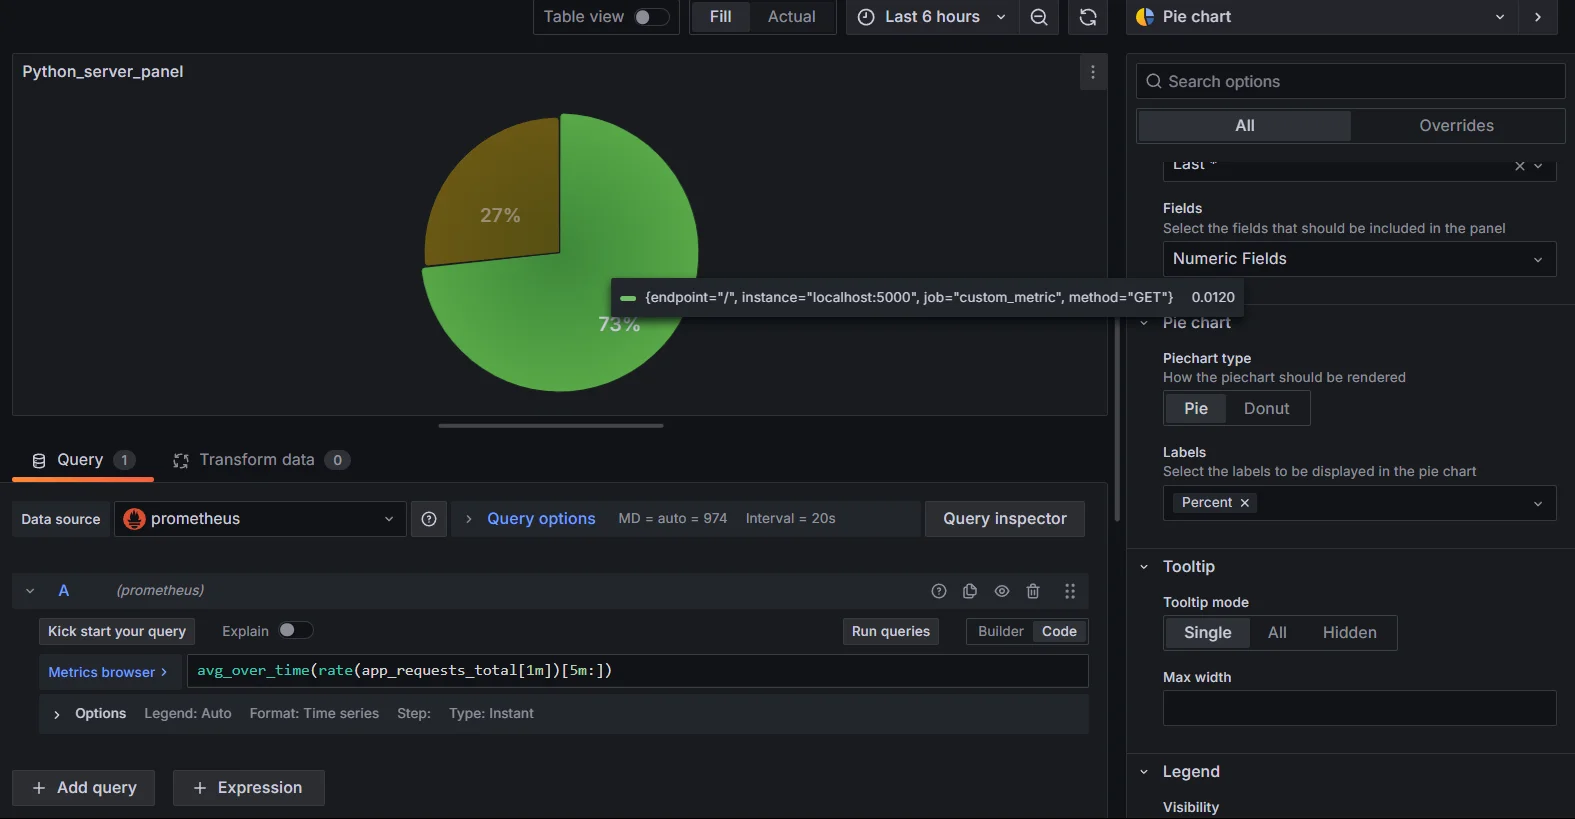 Table view
Fill
Actual
Last 6 hours
Pie chart
Python_server_panel
27%
{endpoint="/", instance="localhost:5000", job="custom_metric", method="GET"} 0.0120
73%
Search options
All
Overrides
Last *
Fields
Select the fields that should be included in the panel
Numeric Fields
Pie chart
Piechart type
How the piechart should be rendered
Pie
Donut
Labels
Select the labels to be displayed in the pie chart
Percent
Tooltip
Tooltip mode
Single
All
Hidden
Max width
Legend
Visibility
Query 1
Transform data 0
Data source
prometheus
Query options
MD = auto = 974
Interval = 20s
Query inspector
A
(prometheus)
Kick start your query
Explain
Run queries
Builder
Code
Metrics browser
avg_over_time(rate(app_requests_total[1m])[5m:])
Options
Legend: Auto
Format: Time series
Step:
Type: Instant
+ Add query
+ Expression